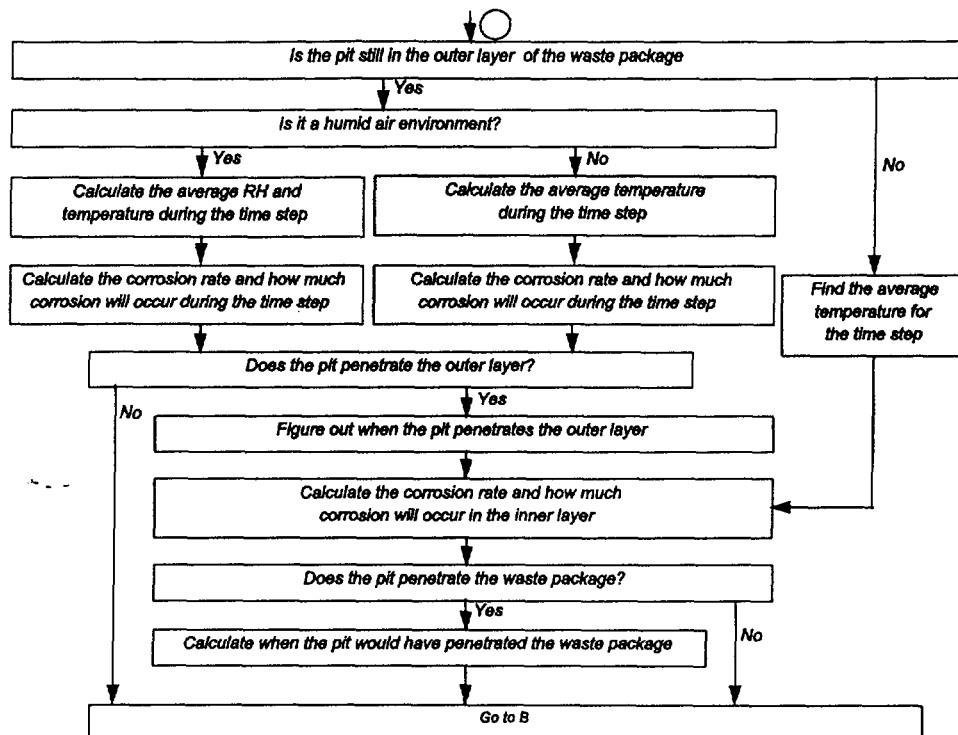 Is the pit still in the outer layer of the waste package
Yes
Is it a humid air environment?
Yes
No
No
Calculate the average RH and
temperature during the time step
Calculate the average temperature
during the time step
Calculate the corrosion rate and how much
corrosion will occur during the time step
Calculate the corrosion rate and how much
corrosion will occur during the time step
Find the average
temperature for
the time step
Does the pit penetrate the outer layer?
No
Yes
Figure out when the pit penetrates the outer layer
Calculate the corrosion rate and how much
corrosion will occur in the inner layer
Does the pit penetrate the waste package?
Yes
No
Calculate when the pit would have penetrated the waste package
Go to B